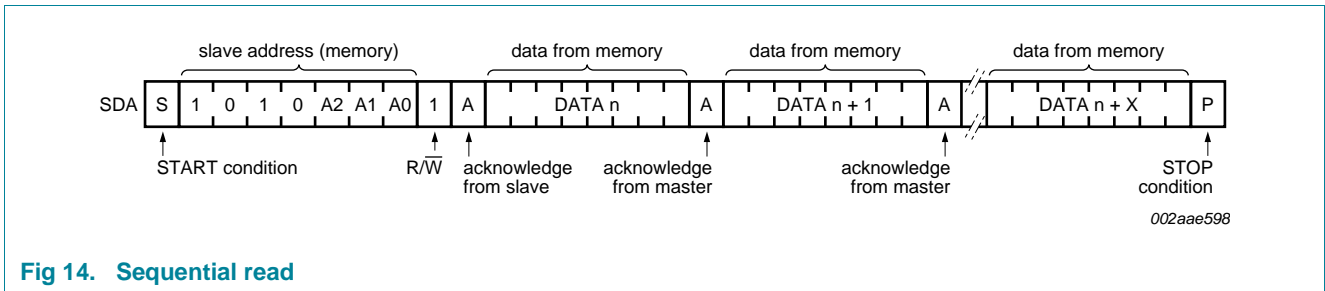 slave address (memory) data from memory data from memory data from memory
SDA S 1 0 1 0 A2 A1 A0 1 A DATA n A DATA n + 1 A DATA n + X P
START condition R/W̅ acknowledge from slave acknowledge from master acknowledge from master STOP condition
002aae598
Fig 14. Sequential read